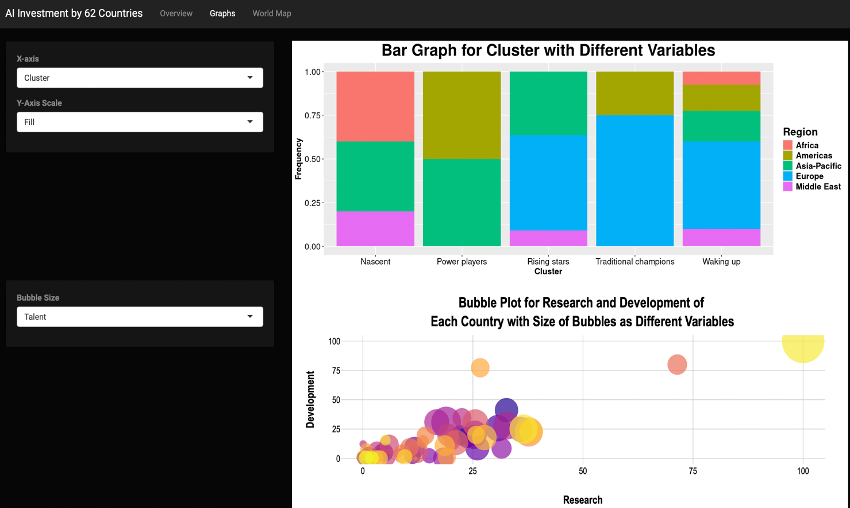 AI Investment by 62 Countries Overview Graphs World Map
X-axis
Cluster
Y-Axis Scale
Fill
Bar Graph for Cluster with Different Variables
1.00
0.75
0.50
0.25
0.00
Frequency
Nascent Power players Rising stars Traditional champions Waking up
Cluster
Region
Africa
Americas
Asia-Pacific
Europe
Middle East
Bubble Size
Talent
Bubble Plot for Research and Development of
Each Country with Size of Bubbles as Different Variables
100
75
50
25
0
Development
0 25 50 75 100
Research